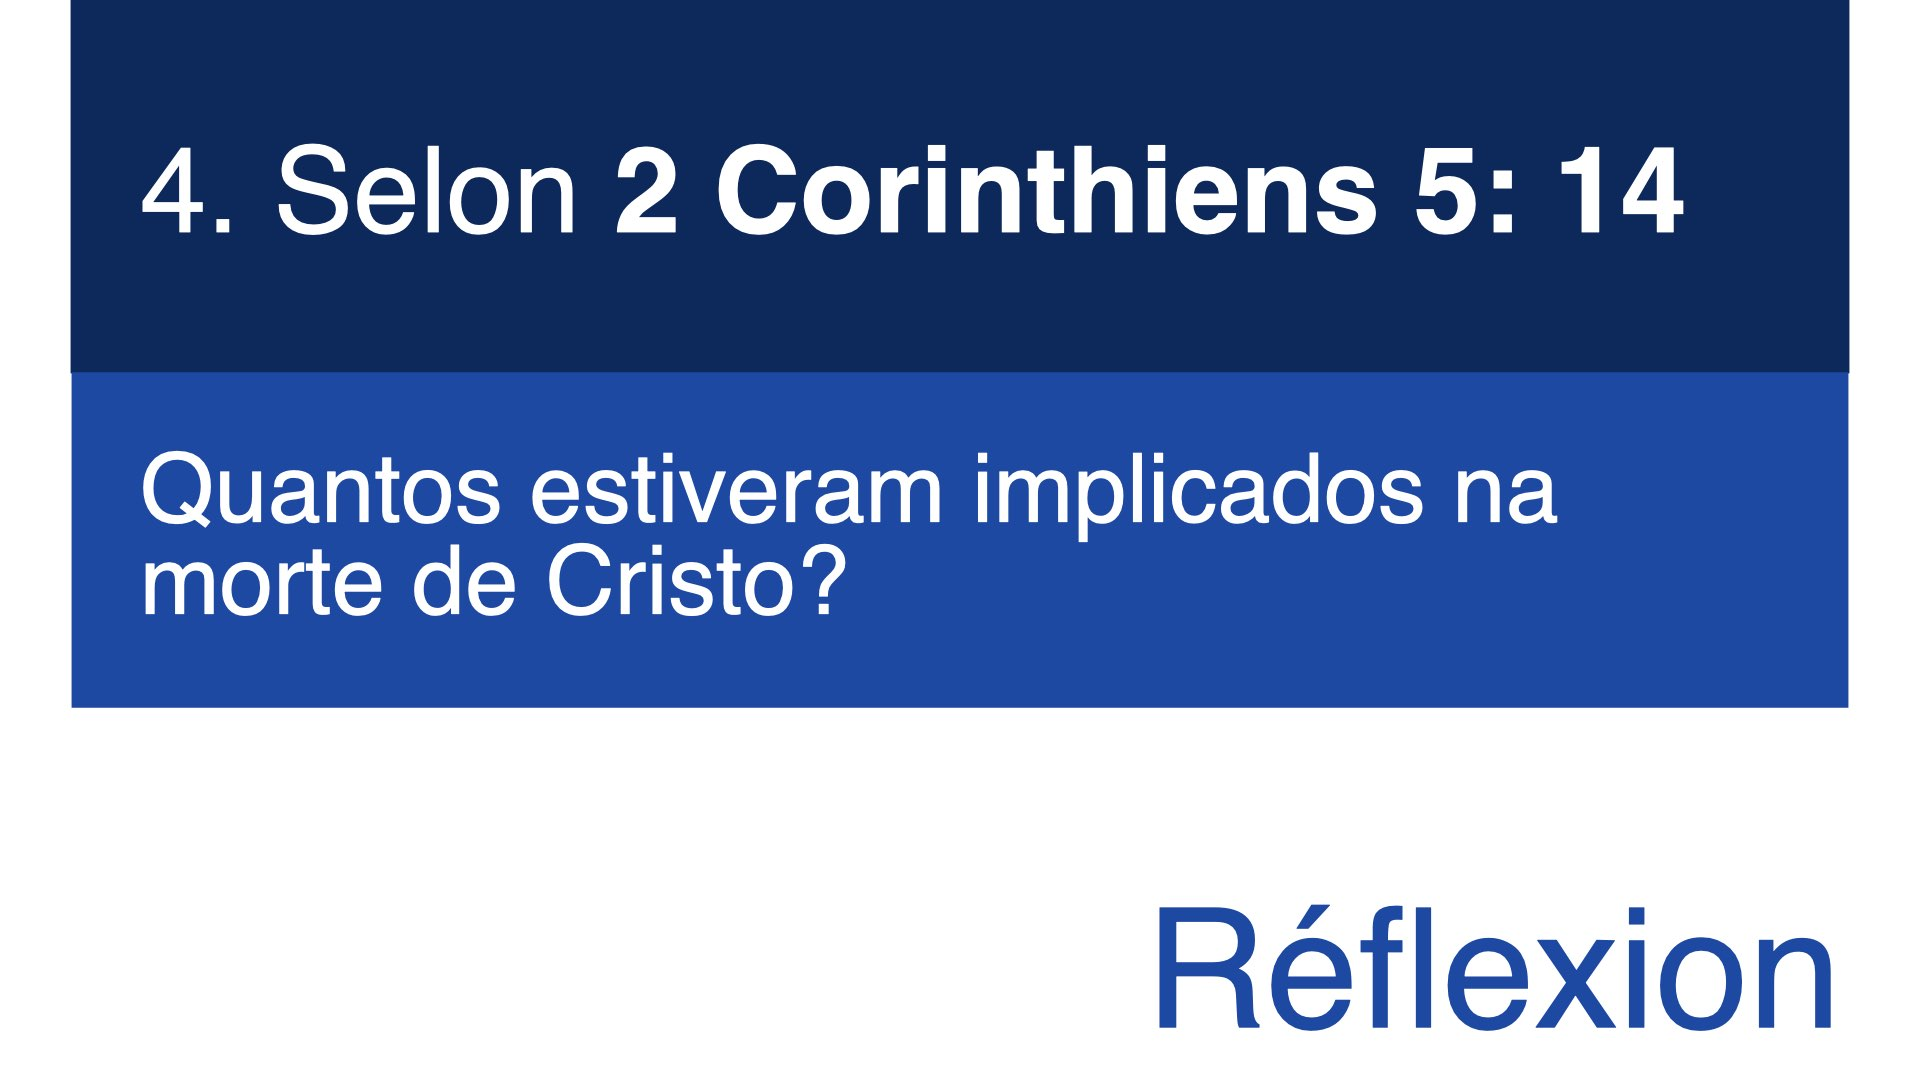 4. Selon 2 Corinthiens 5: 14
Quantos estiveram implicados na
morte de Cristo?
Réflexion